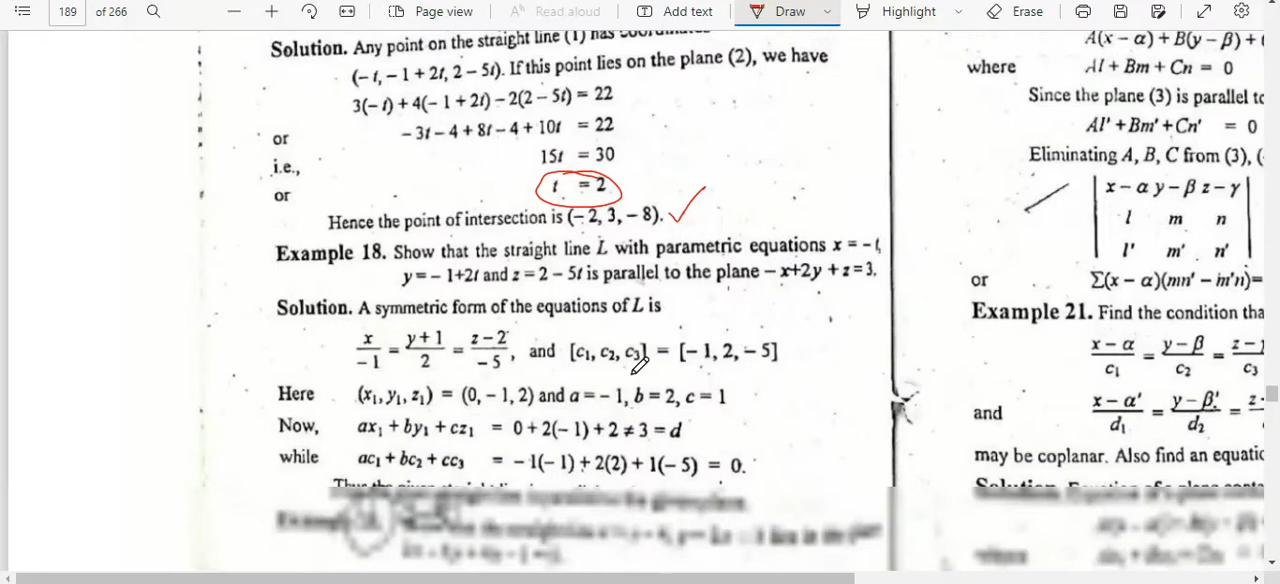 189 of 266 Page view Read aloud Add text Draw Highlight Erase
Solution. Any point on the straight line (1) has
(– t, – 1 + 2t, 2 – 5t). If this point lies on the plane (2), we have
3(– t) + 4(– 1 + 2t) – 2(2 – 5t) = 22
or – 3t – 4 + 8t – 4 + 10t = 22
i.e., 15t = 30
or t = 2
Hence the point of intersection is (– 2, 3, – 8).
Example 18. Show that the straight line L with parametric equations x = – t,
y = – 1+2t and z = 2 – 5t is parallel to the plane – x+2y + z = 3.
Solution. A symmetric form of the equations of L is
x/–1 = y+1/2 = z–2/–5, and [c₁, c₂, c₃] = [– 1, 2, – 5]
Here (x₁, y₁, z₁) = (0, – 1, 2) and a = – 1, b = 2, c = 1
Now, ax₁ + by₁ + cz₁ = 0 + 2(– 1) + 2 ≠ 3 = d
while ac₁ + bc₂ + cc₃ = – 1(– 1) + 2(2) + 1(– 5) = 0.
A(x – α) + B(y – β) +
where Al + Bm + Cn = 0
Since the plane (3) is parallel to
Al' + Bm' + Cn' = 0
Eliminating A, B, C from (3), (
x – α y – β z – γ
l m n
l' m' n'
or Σ(x – α)(mn' – m'n) =
Example 21. Find the condition tha
x – α/c₁ = y – β/c₂ = z –/c₃
and x – α'/d₁ = y – β'/d₂ = z
may be coplanar. Also find an equatic